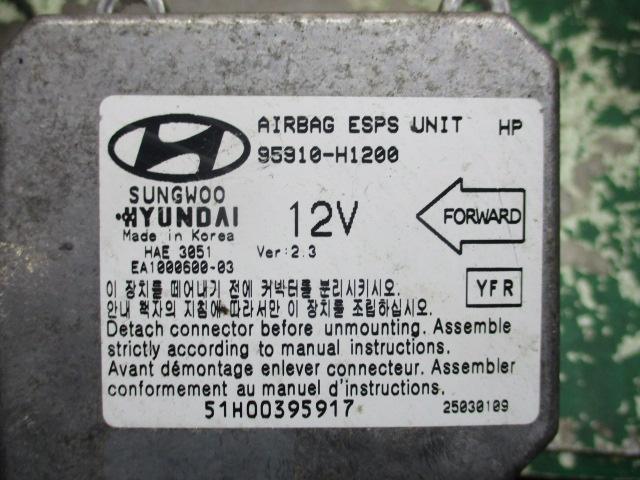 AIRBAG ESPS UNIT HP
95910-H1200
SUNGWOO
HYUNDAI
Made in Korea
HAE 3051
EA1000600-03
12V
Ver:2.3
FORWARD
YFR
이 장치를 떼어내기 전에 커넥터를 분리시키시오.
안내 책자의 지침에 따라서만 이 장치를 조립하십시오.
Detach connector before unmounting. Assemble
strictly according to manual instructions.
Avant démontage enlever connecteur. Assembler
conformement au manuel d'instructions.
51H00395917
25030109